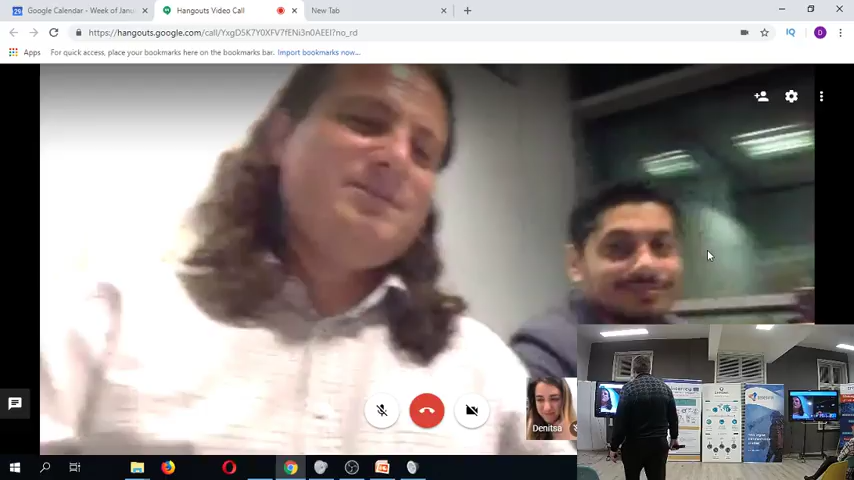 Google Calendar - Week of Janu
Hangouts Video Call
New Tab
https://hangouts.google.com/call/YxgD5K7Y0XFV7fENi3n0AEEI?no_rd
IQ
D
Apps
For quick access, place your bookmarks here on the bookmarks bar.
Import bookmarks now...
Denitsa